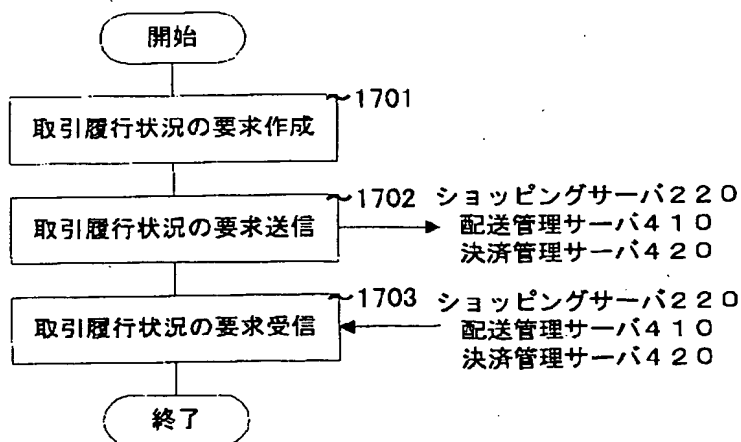 開始
1701
取引履行状況の要求作成
1702
取引履行状況の要求送信
ショッピングサーバ220
配送管理サーバ410
決済管理サーバ420
1703
取引履行状況の要求受信
ショッピングサーバ220
配送管理サーバ410
決済管理サーバ420
終了